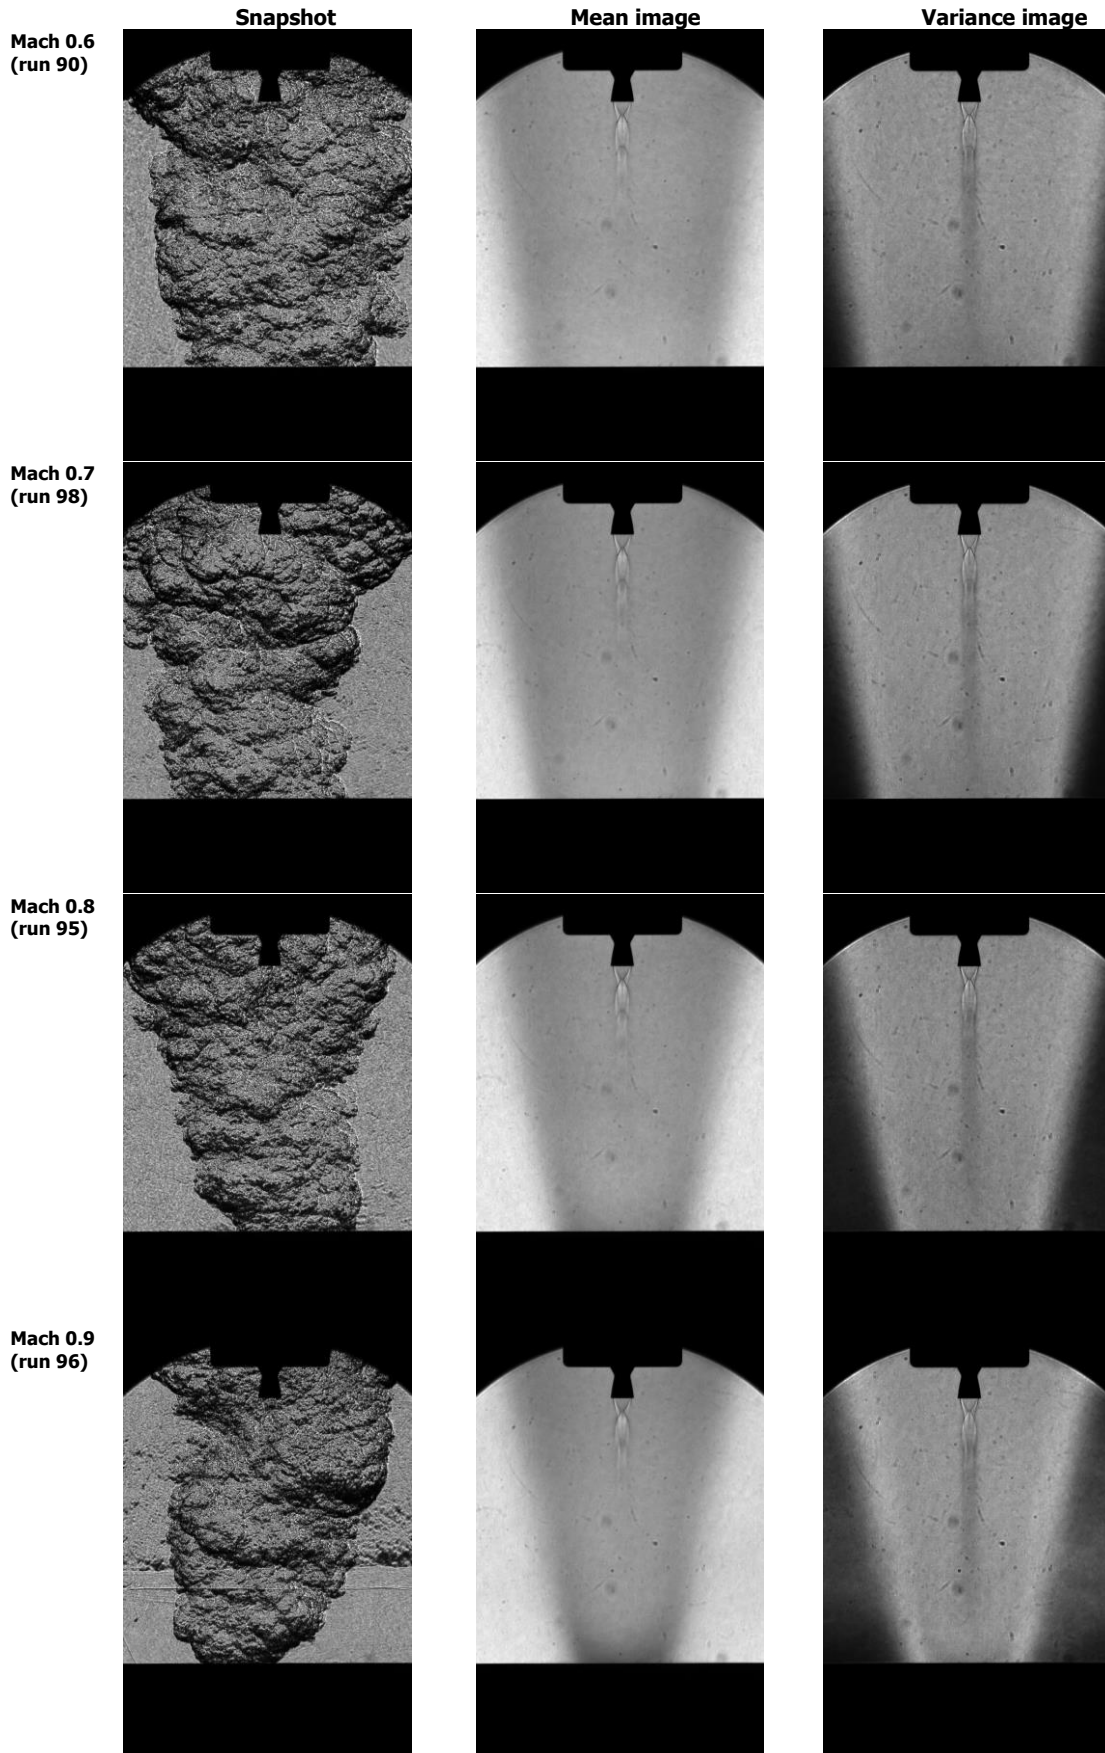 Snapshot
Mean image
Variance image
Mach 0.6
(run 90)
Mach 0.7
(run 98)
Mach 0.8
(run 95)
Mach 0.9
(run 96)